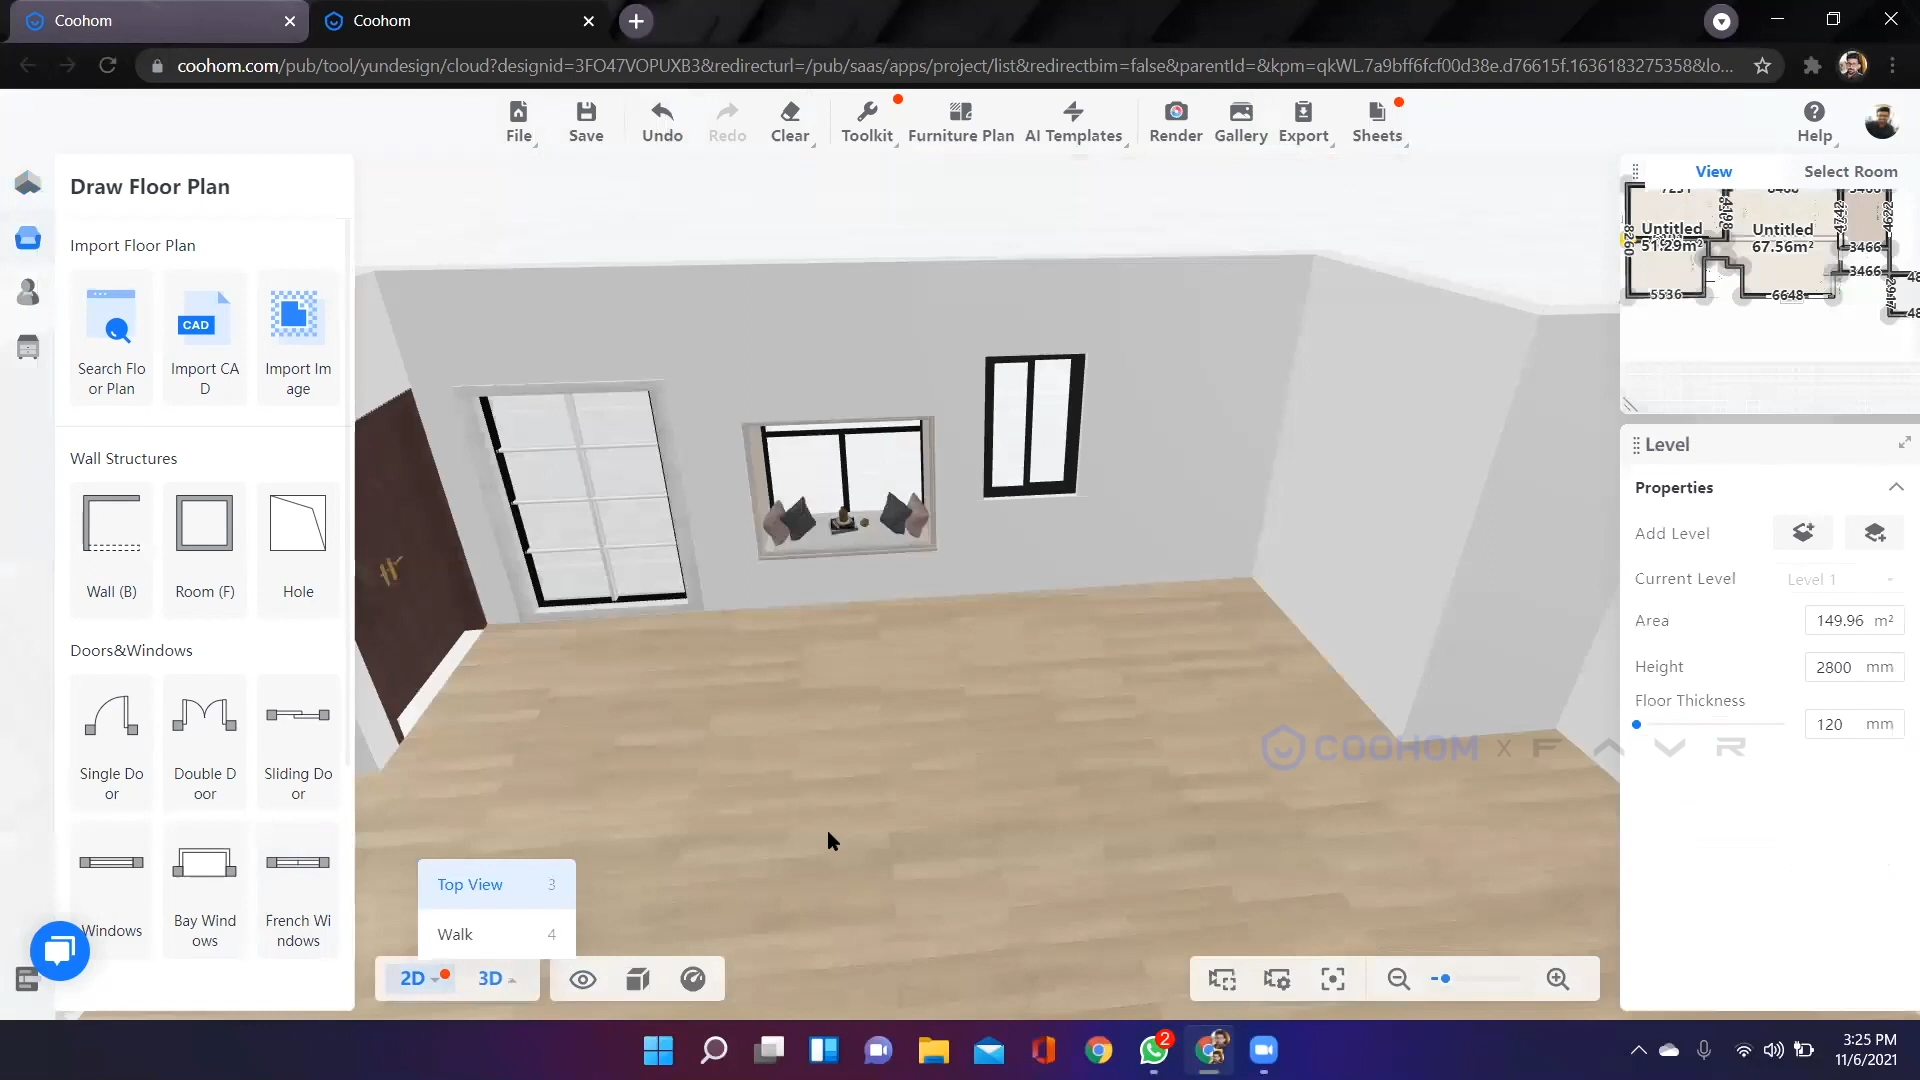 Coohom
Coohom
coohom.com/pub/tool/yundesign/cloud?designid=3FO47VOPUXB3&redirecturl=/pub/saas/apps/project/list&redirectbim=false&parentId=&kpm=qkWL.7a9bff6fcf00d38e.d76615f.1636183275358&lo...
File
Save
Undo
Redo
Clear
Toolkit
Furniture Plan
AI Templates
Render
Gallery
Export
Sheets
Help
Draw Floor Plan
Import Floor Plan
CAD
Search Flo
or Plan
Import CA
D
Import Im
age
Wall Structures
Wall (B)
Room (F)
Hole
Doors&Windows
Single Do
or
Double D
oor
Sliding Do
or
Windows
Bay Wind
ows
French Wi
ndows
Top View 3
Walk 4
2D
3D
COOHOM X F A V R
View
Select Room
8260
Untitled
51.29m²
4198
Untitled
67.56m²
4742
4622
3466
3466
5536
6648
2917
Level
Properties
Add Level
Current Level Level 1
Area 149.96 m²
Height 2800 mm
Floor Thickness
120 mm
2
3:25 PM
11/6/2021